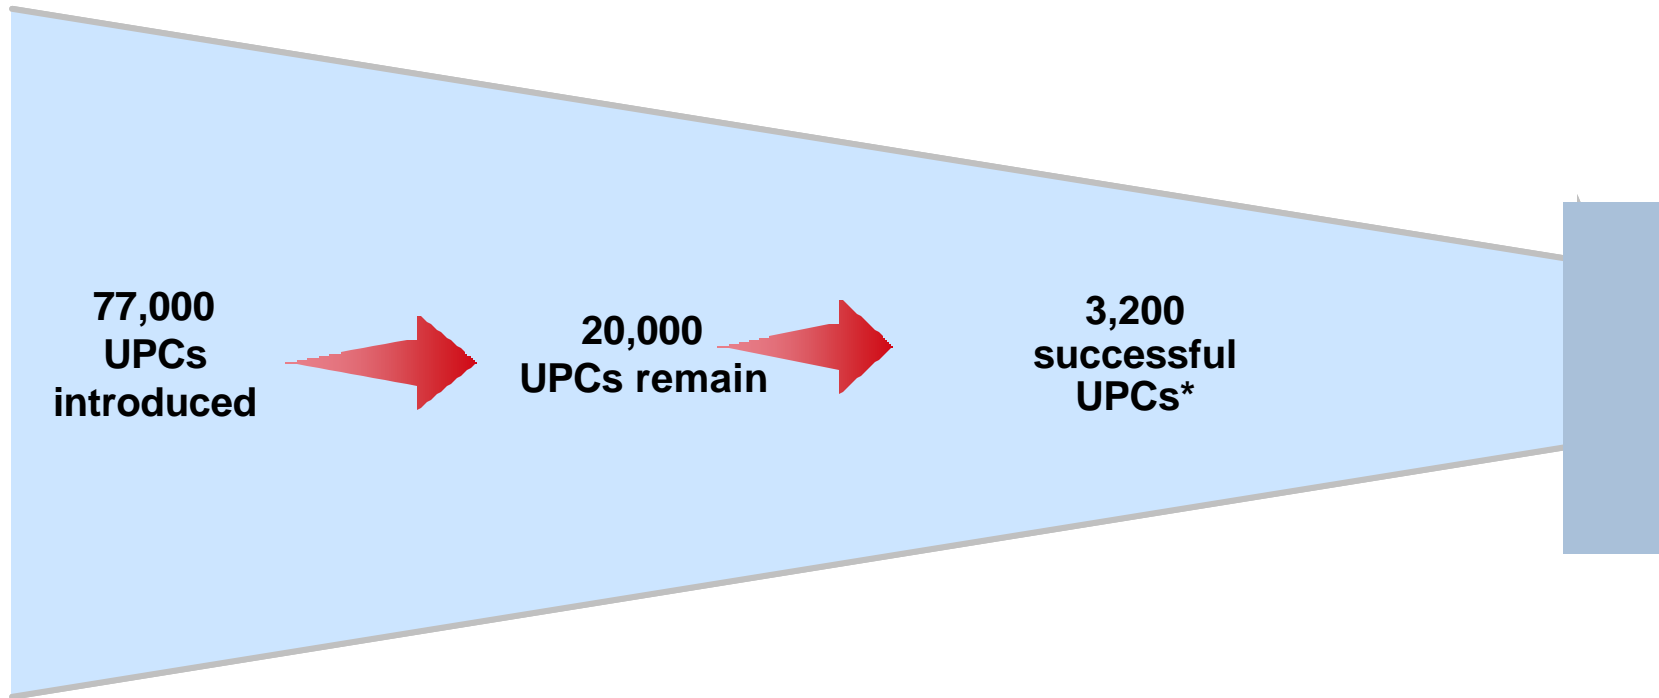 77,000
UPCs
introduced
20,000
UPCs remain
3,200
successful
UPCs*